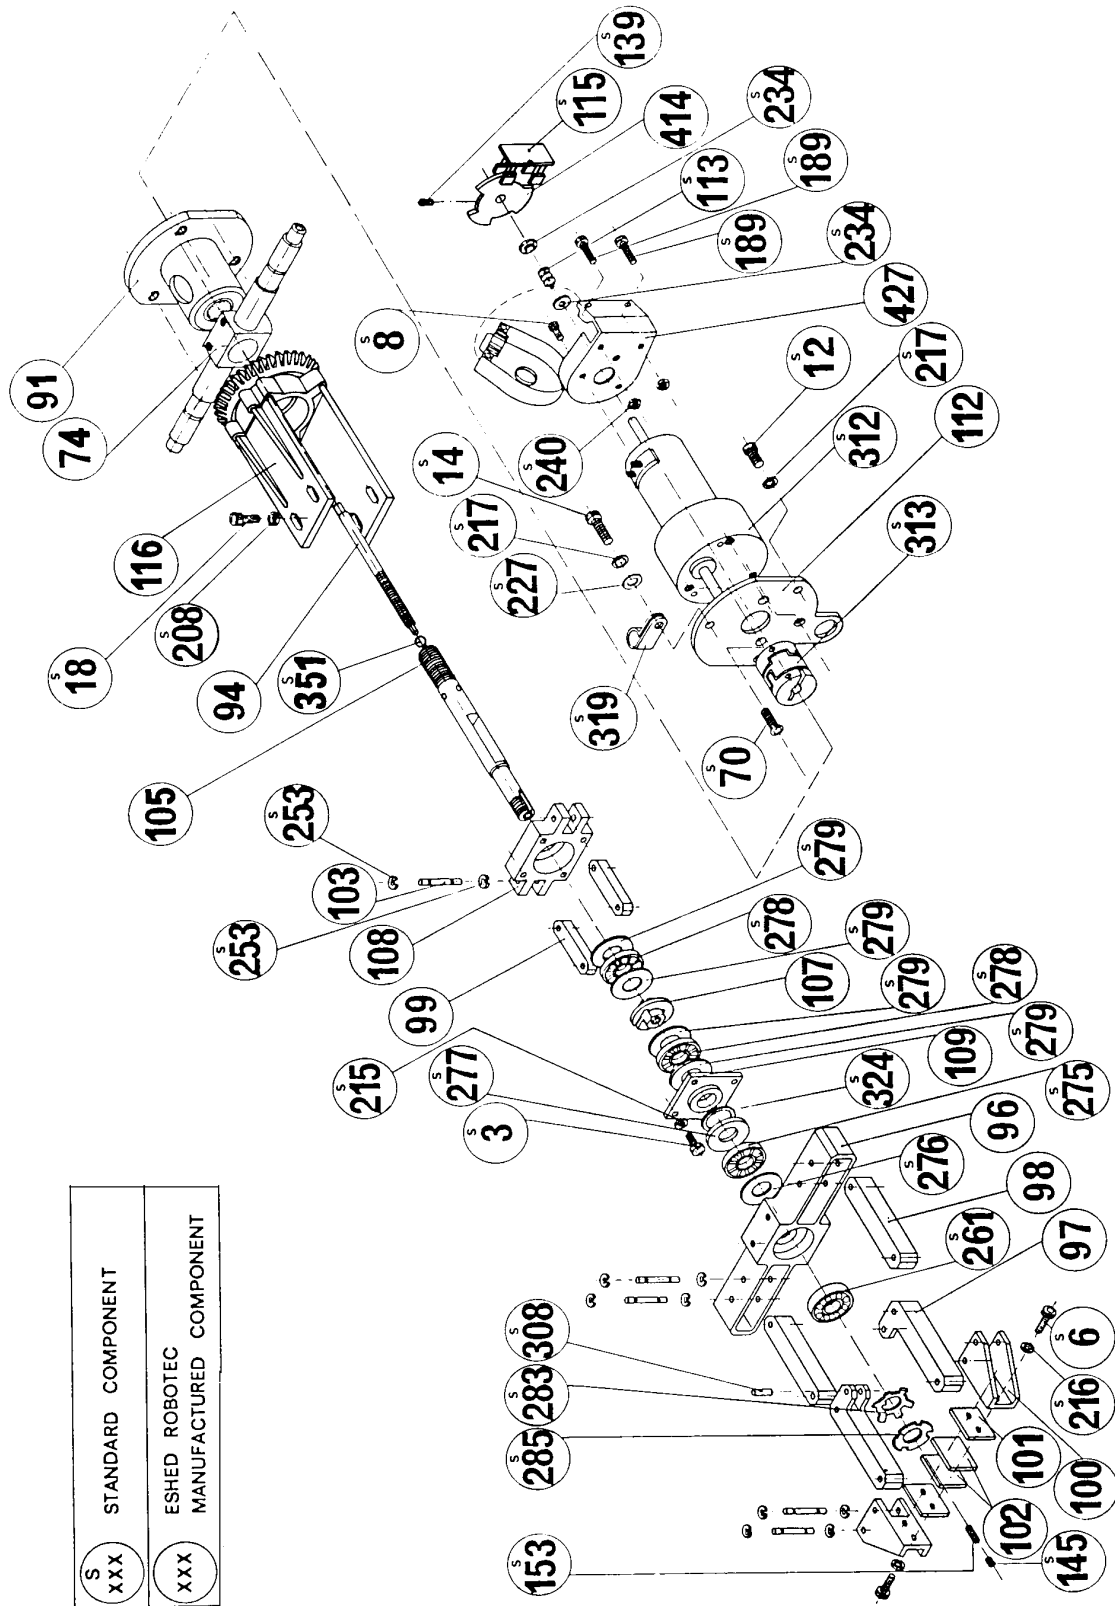 S
XXX
STANDARD COMPONENT
XXX
ESHED ROBOTEC
MANUFACTURED COMPONENT
91
74
116
S
18
S
208
94
S
351
105
S
253
103
S
253
108
99
S
215
S
277
S
3
S
308
S
283
S
285
S
153
S
139
S
115
414
S
234
S
113
S
189
S
189
S
234
427
S
8
S
12
S
217
S
312
112
S
313
S
240
S
14
S
217
S
227
S
319
S
70
S
279
S
278
S
279
107
S
279
S
278
S
279
109
S
275
S
324
96
S
276
98
S
261
97
S
6
S
216
100
101
102
S
145